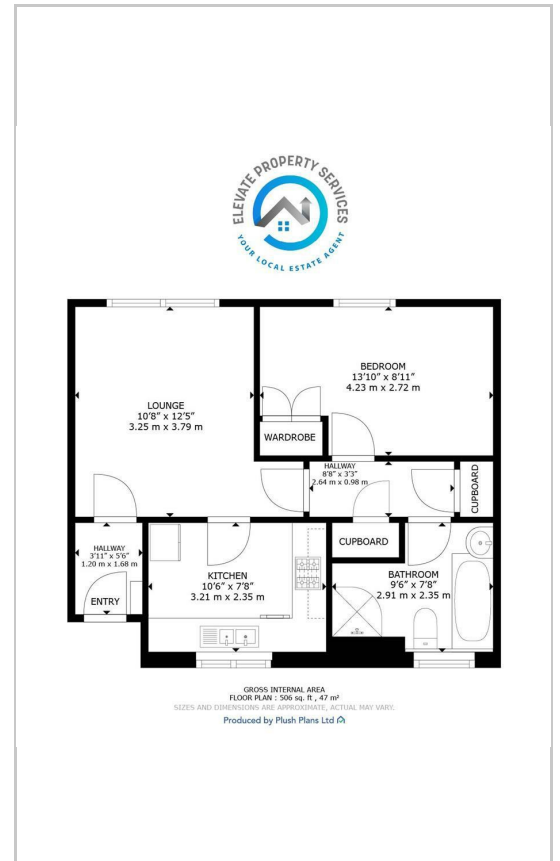 ELEVATE PROPERTY SERVICES
YOUR LOCAL ESTATE AGENT
BEDROOM
13'10" x 8'11"
4.23 m x 2.72 m
LOUNGE
10'8" x 12'5"
3.25 m x 3.79 m
WARDROBE
HALLWAY
8'8" x 3'3"
2.64 m x 0.98 m
CUPBOARD
HALLWAY
3'11" x 5'6"
1.20 m x 1.68 m
ENTRY
KITCHEN
10'6" x 7'8"
3.21 m x 2.35 m
CUPBOARD
BATHROOM
9'6" x 7'8"
2.91 m x 2.35 m
GROSS INTERNAL AREA
FLOOR PLAN : 506 sq. ft , 47 m²
SIZES AND DIMENSIONS ARE APPROXIMATE, ACTUAL MAY VARY.
Produced by Plush Plans Ltd